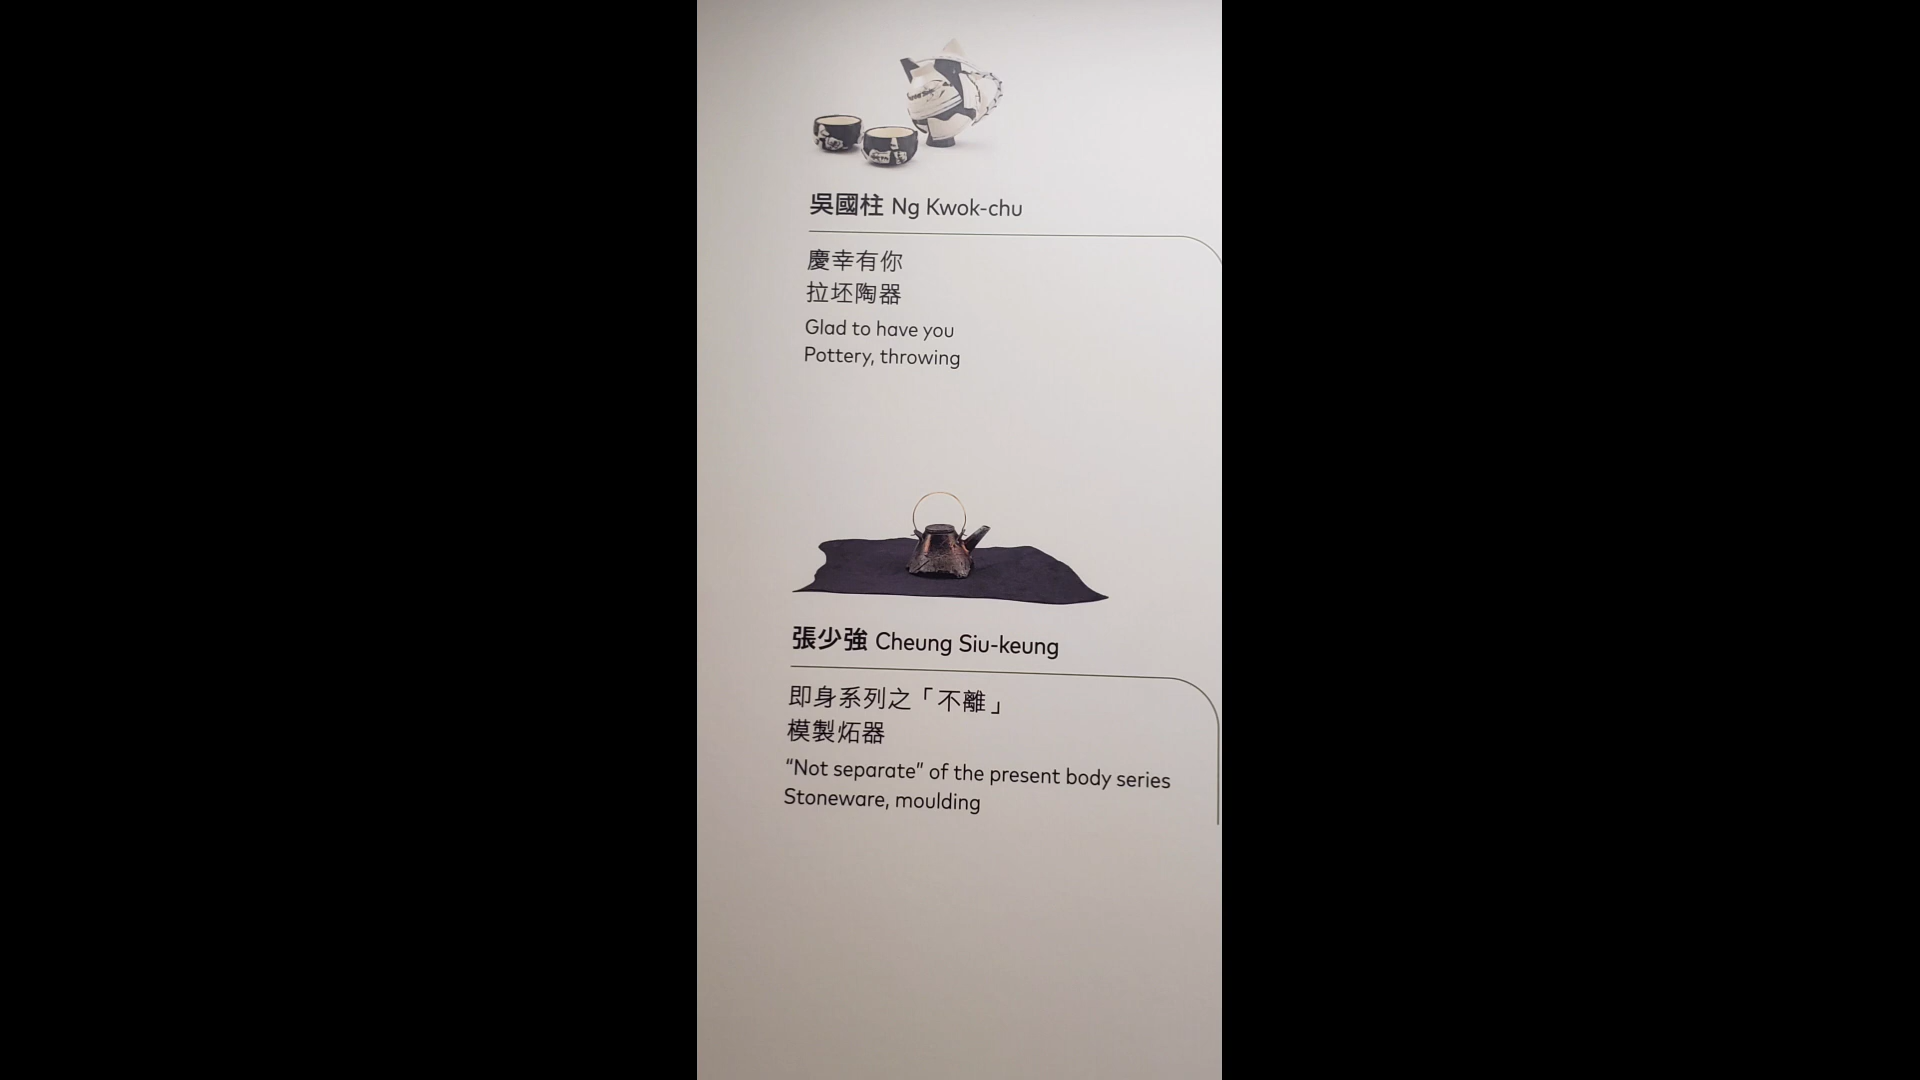 吳國柱 Ng Kwok-chu
慶幸有你
拉坯陶器
Glad to have you
Pottery, throwing
張少強 Cheung Siu-keung
即身系列之「不離」
模製炻器
“Not separate” of the present body series
Stoneware, moulding